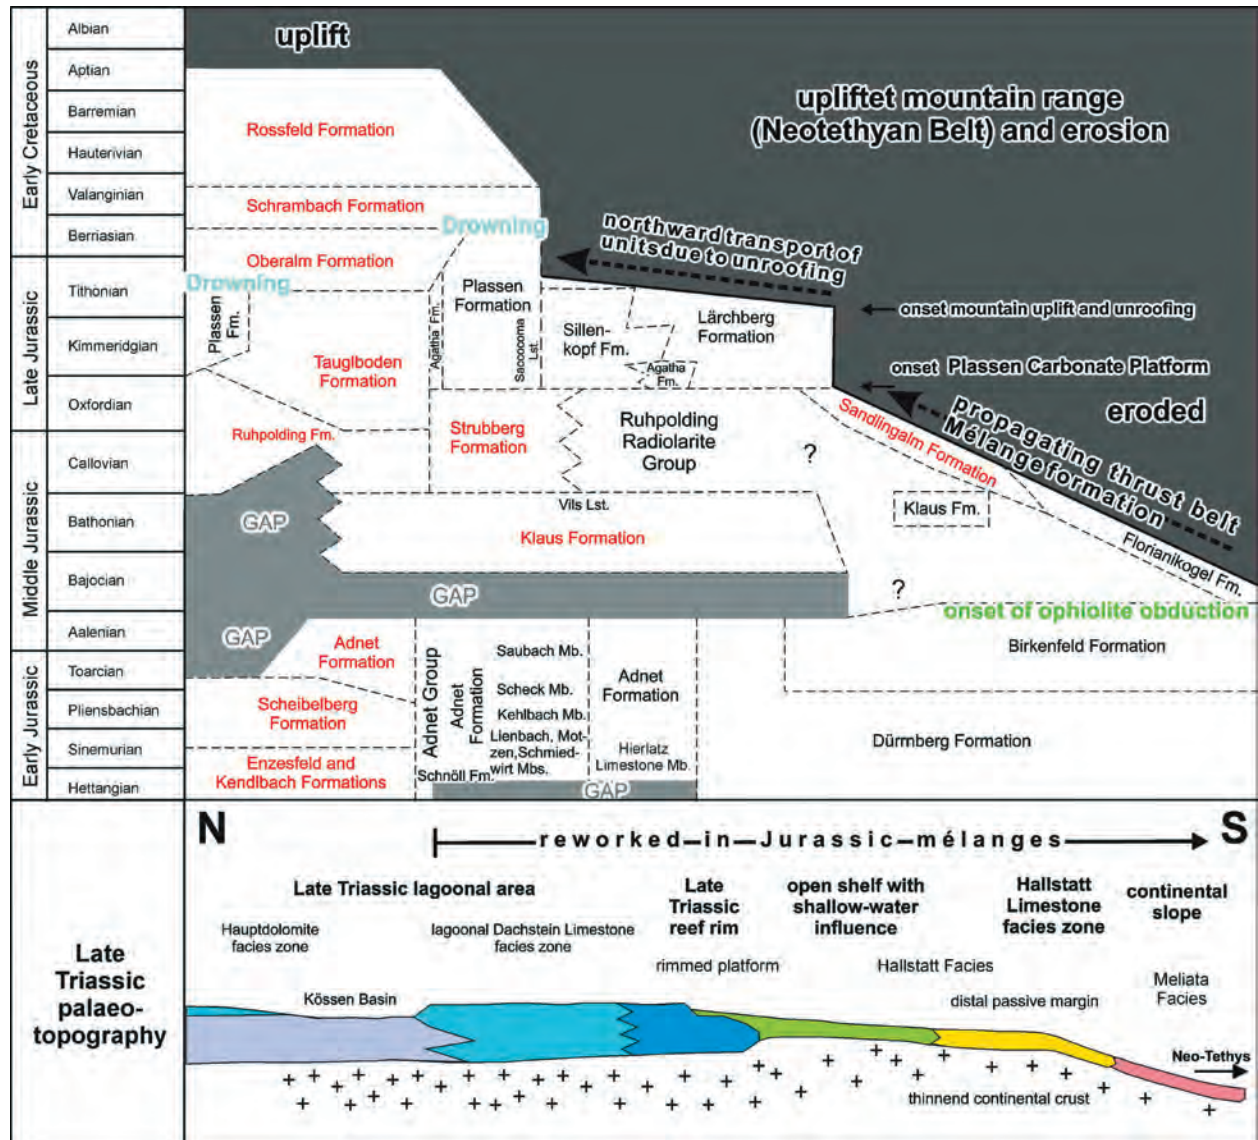 Early Cretaceous
Late Jurassic
Middle Jurassic
Early Jurassic
Albian
Aptian
Barremian
Hauterivian
Valanginian
Berriasian
Tithonian
Kimmeridgian
Oxfordian
Callovian
Bathonian
Bajocian
Aalenian
Toarcian
Pliensbachian
Sinemurian
Hettangian
uplift
upliftet mountain range
(Neotethyan Belt) and erosion
Rossfeld Formation
Schrambach Formation
Drowning
Oberalm Formation
Drowning
northward transport of
unitsduetounroofing
Plassen
Fm.
Tauglboden
Formation
Agatha Fm.
Plassen
Formation
Saccocoma
Lst.
Sillen-
kopf Fm.
Lärchberg
Formation
Agatha
Fm.
onset mountain uplift and unroofing
onset Plassen Carbonate Platform
eroded
propagating thrust belt
Mélangeformation
Ruhpolding Fm.
Strubberg
Formation
Ruhpolding
Radiolarite
Group
?
Sandlingalm Formation
GAP
Vils Lst.
Klaus Formation
Klaus Fm.
Florianikogel Fm.
GAP
?
onset of ophiolite obduction
GAP
Adnet
Formation
Birkenfeld Formation
Scheibelberg
Formation
Enzesfeld and
Kendlbach Formations
Adnet Group
Adnet
Formation
Schnöll Fm.
Saubach Mb.
Scheck Mb.
Kehlbach Mb.
Lienbach, Mot-
zen,Schmied-
wirt Mbs.
Adnet
Formation
Hierlatz
Limestone Mb.
GAP
Dürrnberg Formation
Late
Triassic
palaeo-
topography
N
reworked–in–Jurassic–mélanges
S
Late Triassic lagoonal area
Late
Triassic
reef rim
open shelf with
shallow-water
influence
Hallstatt
Limestone
facies zone
continental
slope
Hauptdolomite
facies zone
lagoonal Dachstein Limestone
facies zone
rimmed platform
Hallstatt Facies
Meliata
Facies
Kössen Basin
distal passive margin
Neo-Tethys
thinnend continental crust